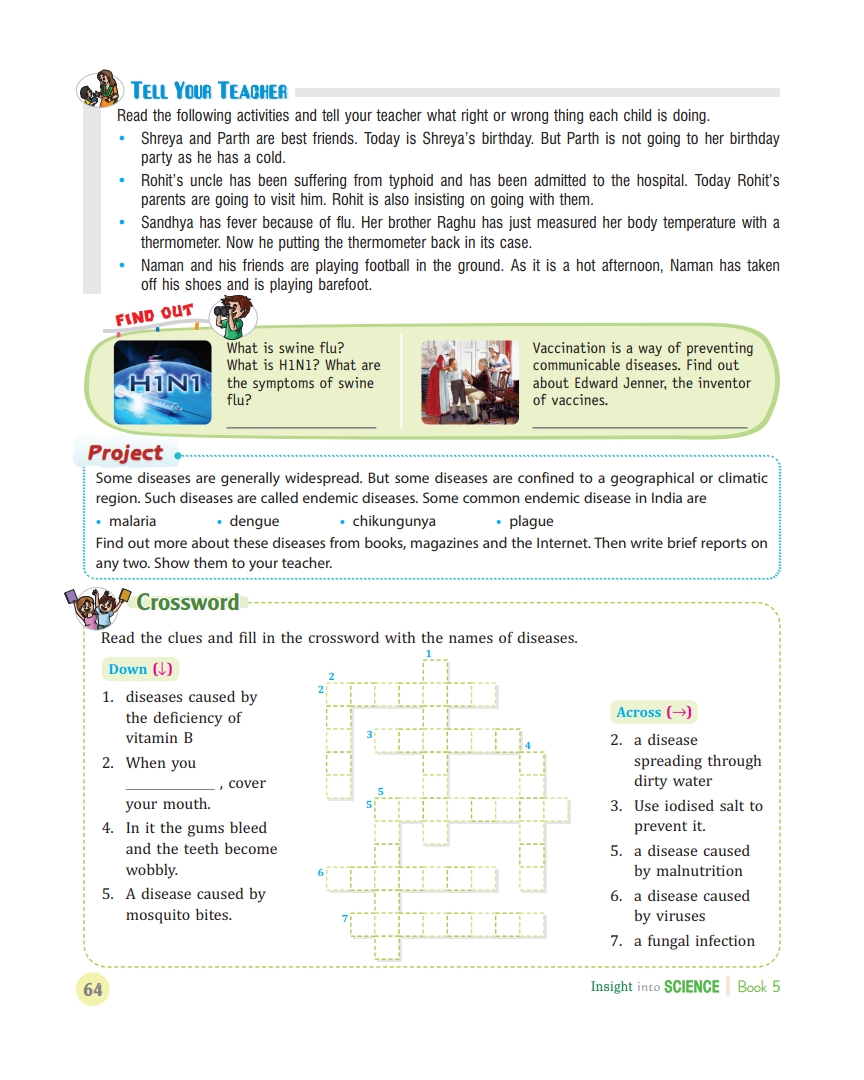 TELL YOUR TEACHER
Read the following activities and tell your teacher what right or wrong thing each child is doing.
• Shreya and Parth are best friends. Today is Shreya's birthday. But Parth is not going to her birthday
party as he has a cold.
• Rohit's uncle has been suffering from typhoid and has been admitted to the hospital. Today Rohit's
parents are going to visit him. Rohit is also insisting on going with them.
• Sandhya has fever because of flu. Her brother Raghu has just measured her body temperature with a
thermometer. Now he putting the thermometer back in its case.
• Naman and his friends are playing football in the ground. As it is a hot afternoon, Naman has taken
off his shoes and is playing barefoot.
FIND OUT
H1N1
What is swine flu?
What is H1N1? What are
the symptoms of swine
flu?
Vaccination is a way of preventing
communicable diseases. Find out
about Edward Jenner, the inventor
of vaccines.
Project
Some diseases are generally widespread. But some diseases are confined to a geographical or climatic
region. Such diseases are called endemic diseases. Some common endemic disease in India are
• malaria • dengue • chikungunya • plague
Find out more about these diseases from books, magazines and the Internet. Then write brief reports on
any two. Show them to your teacher.
Crossword
Read the clues and fill in the crossword with the names of diseases.
Down (↓)
1. diseases caused by
the deficiency of
vitamin B
2. When you
______________ , cover
your mouth.
4. In it the gums bleed
and the teeth become
wobbly.
5. A disease caused by
mosquito bites.
1
2
2
3
4
5
5
6
7
Across (→)
2. a disease
spreading through
dirty water
3. Use iodised salt to
prevent it.
5. a disease caused
by malnutrition
6. a disease caused
by viruses
7. a fungal infection
64
Insight into SCIENCE Book 5